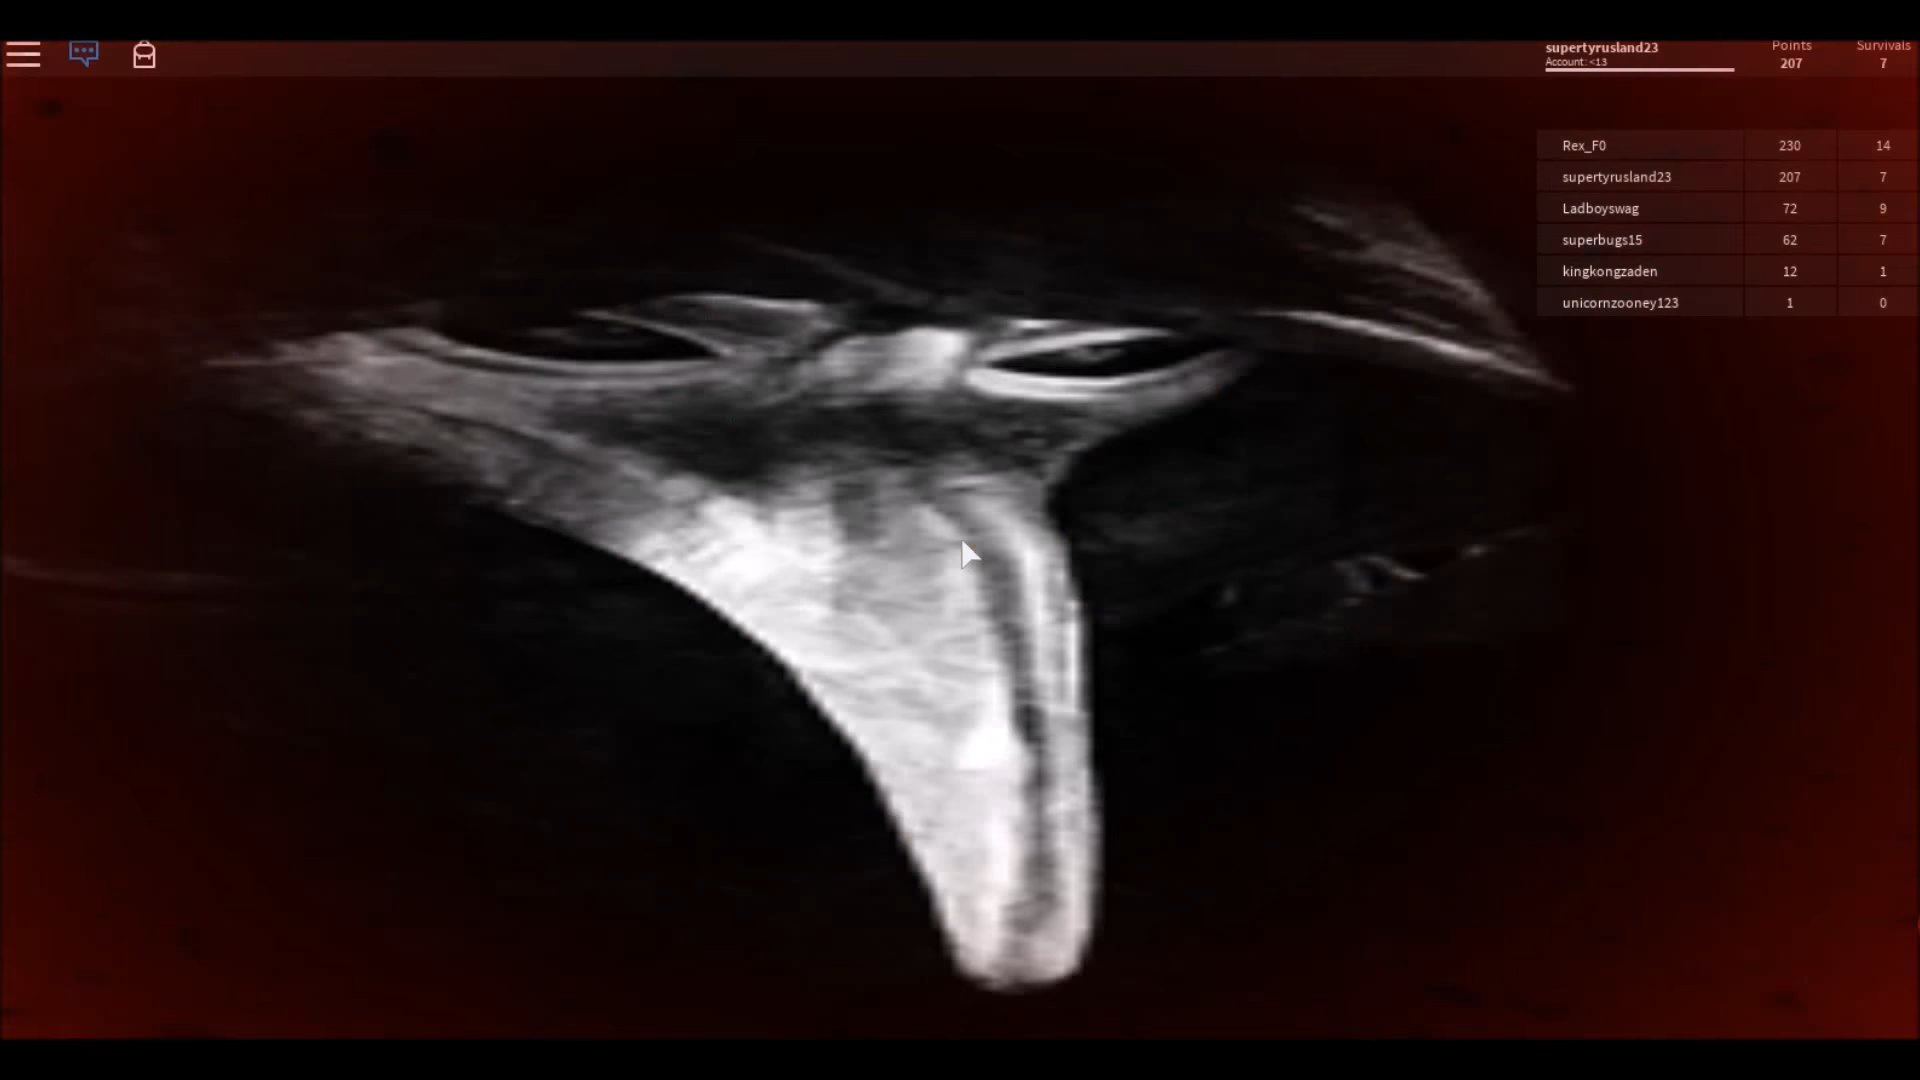 supertyrusland23 Points Survivals
Account: <13 207 7
Rex_F0 230 14
supertyrusland23 207 7
Ladboyswag 72 9
superbugs15 62 7
kingkongzaden 12 1
unicornzooney123 1 0